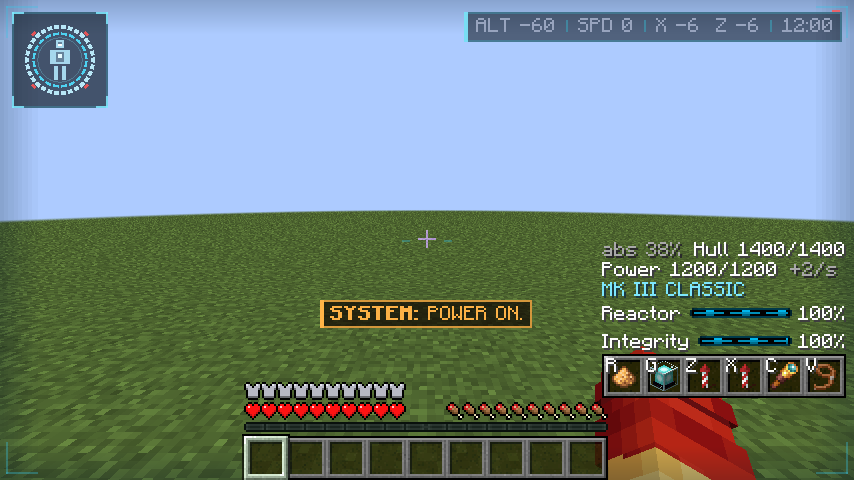 ALT -60 | SPD 0 | X -6 Z -6 | 12:00
abs 38% Hull 1400/1400
Power 1200/1200 +2/s
MK III CLASSIC
SYSTEM: POWER ON.
Reactor 100%
Integrity 100%
R G Z X C V